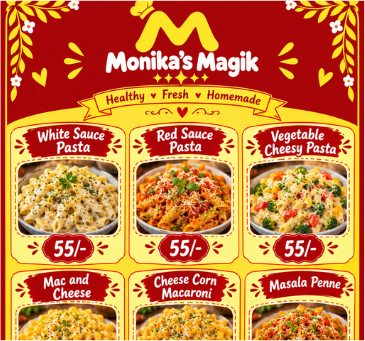 M
Monika's Magik
Healthy ♥ Fresh ♥ Homemade
White Sauce
Pasta
Red Sauce
Pasta
Vegetable
Cheesy Pasta
55/-
55/-
55/-
Mac and
Cheese
Cheese Corn
Macaroni
Masala Penne